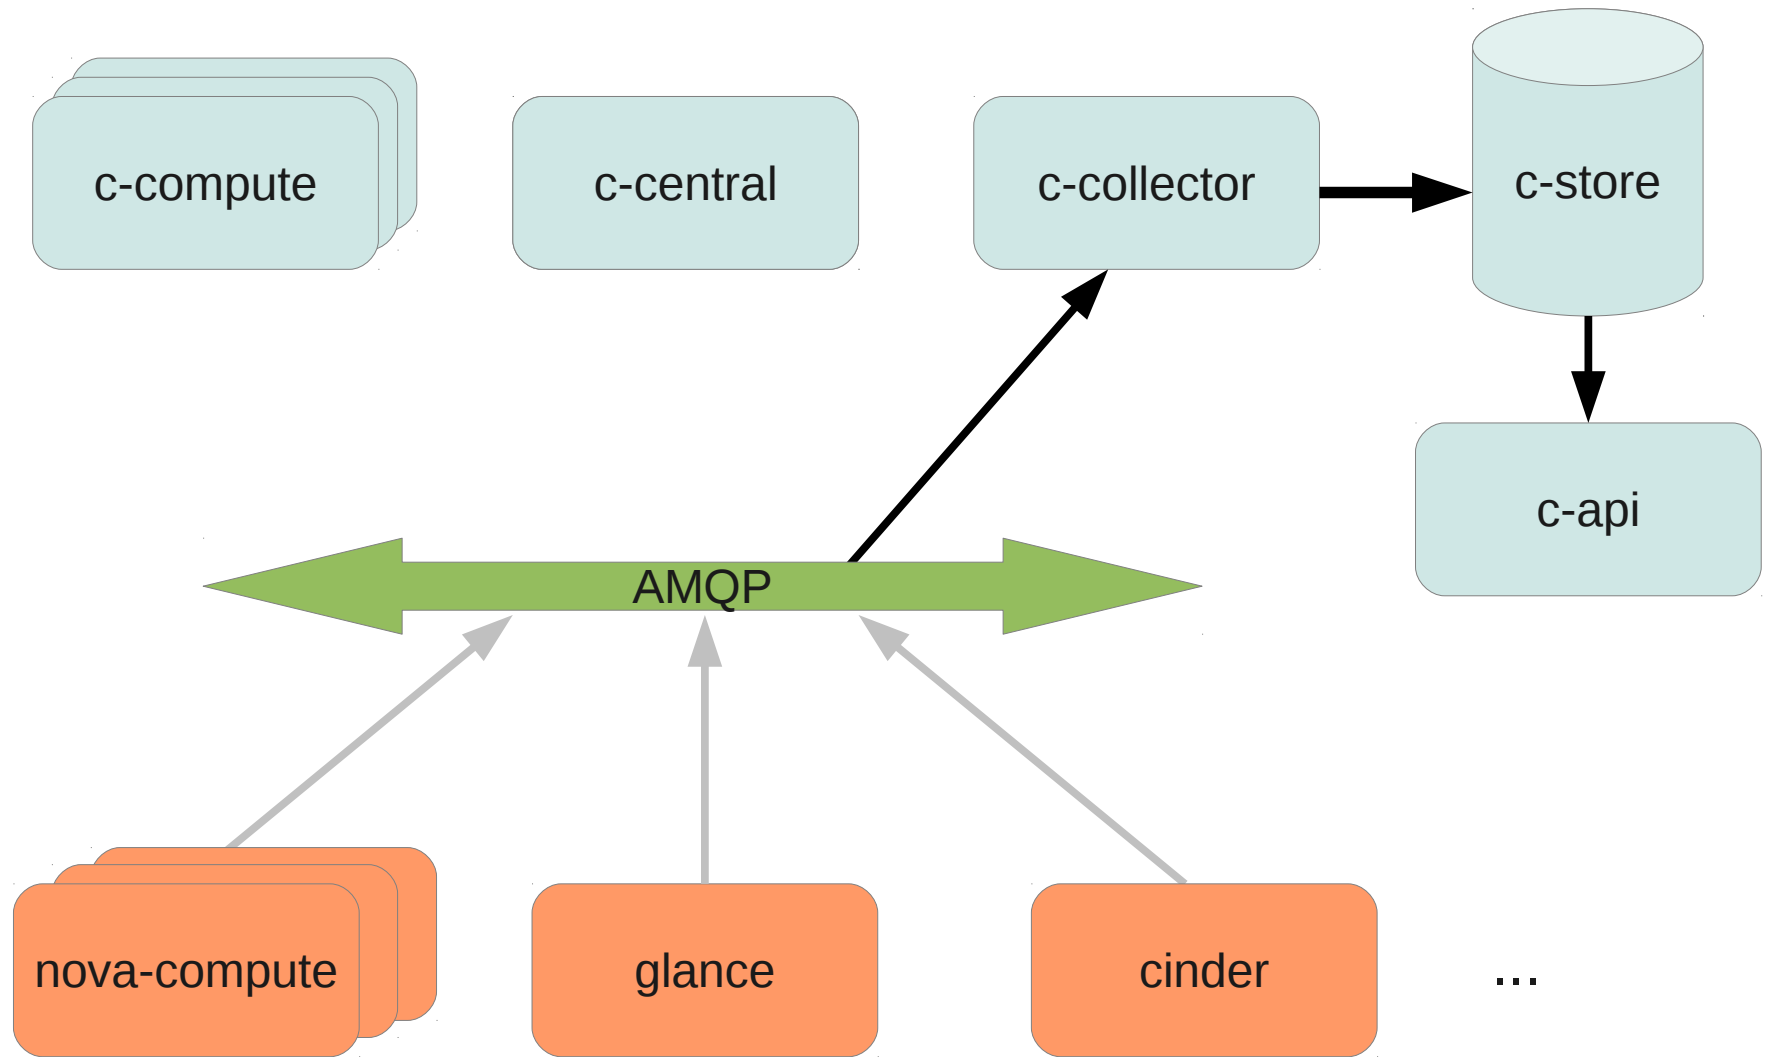 c-compute
c-central
c-collector
c-store
c-api
AMQP
nova-compute
glance
cinder
...